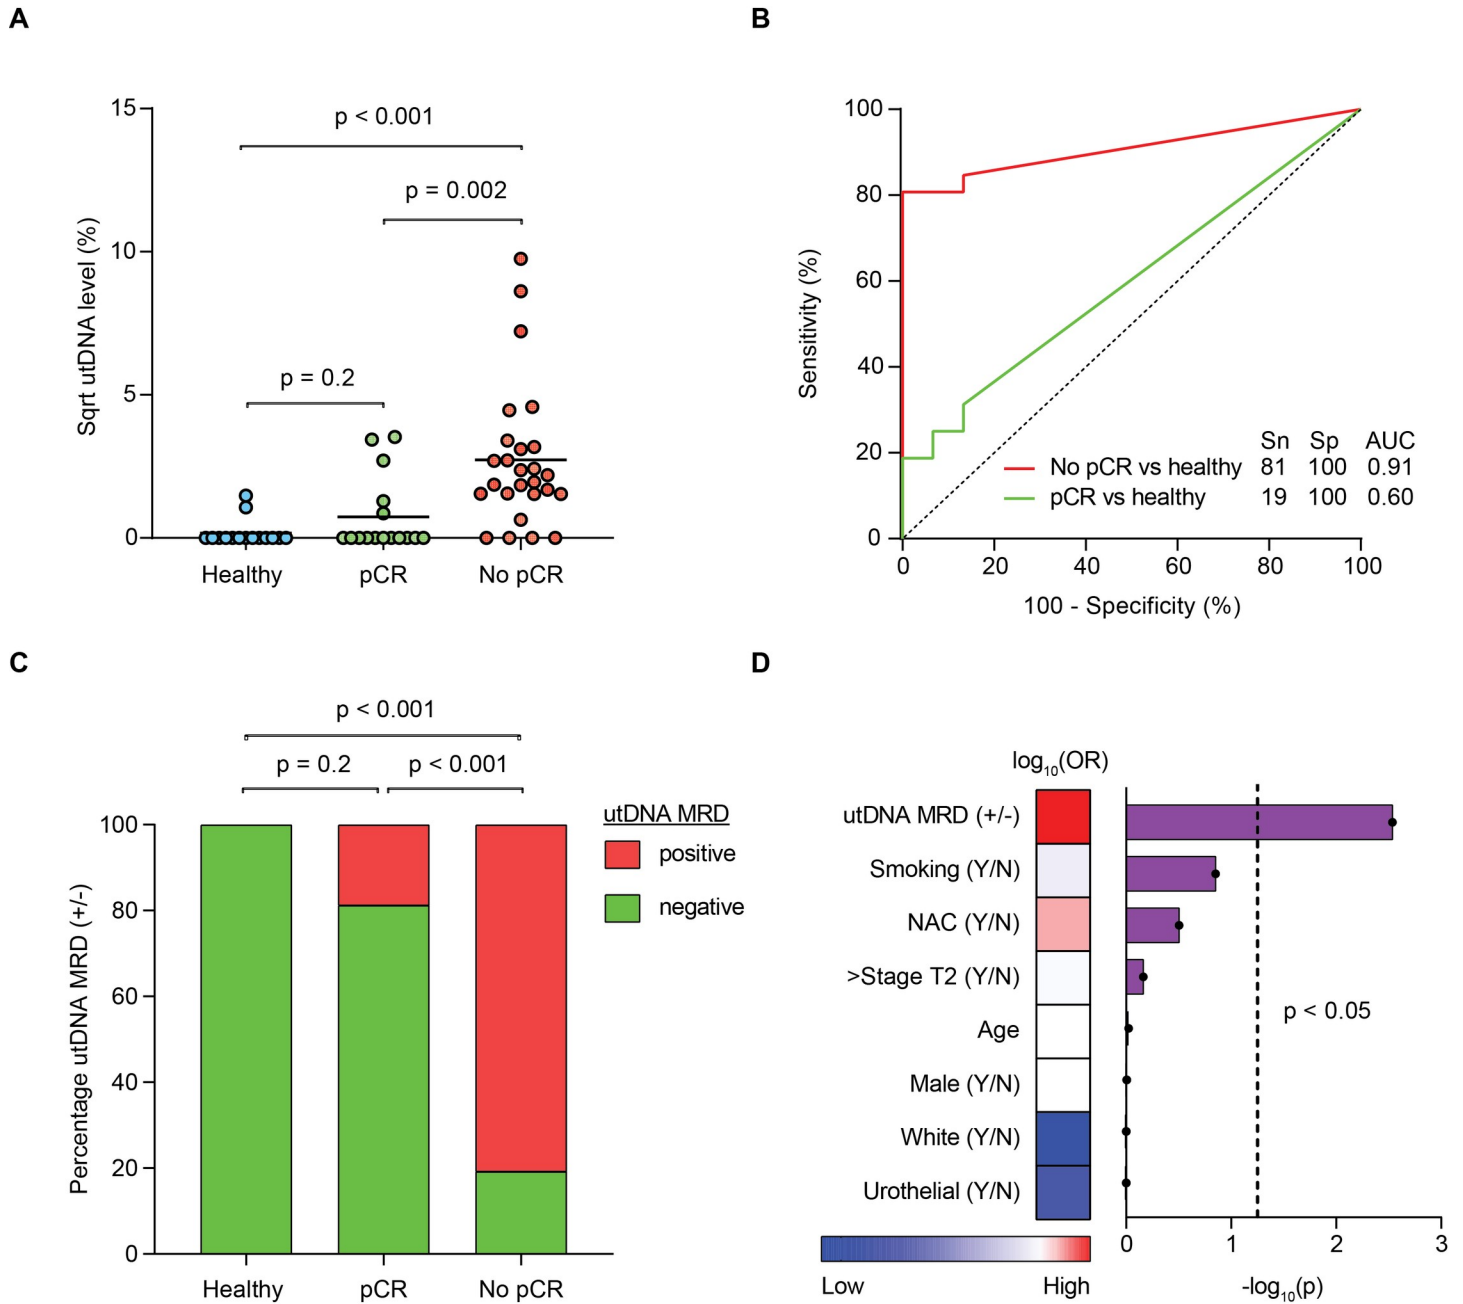 A
15
10
5
0
Sqrt utDNA level (%)
p < 0.001
p = 0.002
p = 0.2
Healthy pCR No pCR
B
100
80
60
40
20
0
Sensitivity (%)
Sn Sp AUC
No pCR vs healthy 81 100 0.91
pCR vs healthy 19 100 0.60
0 20 40 60 80 100
100 - Specificity (%)
C
p < 0.001
p = 0.2 p < 0.001
100
80
60
40
20
0
Percentage utDNA MRD (+/-)
utDNA MRD
positive
negative
Healthy pCR No pCR
D
log10(OR)
utDNA MRD (+/-)
Smoking (Y/N)
NAC (Y/N)
>Stage T2 (Y/N)
Age
Male (Y/N)
White (Y/N)
Urothelial (Y/N)
p < 0.05
Low High
0 1 2 3
-log10(p)